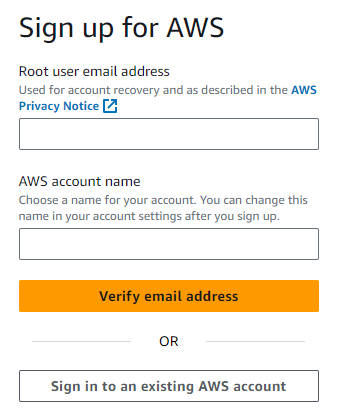 Sign up for AWS
Root user email address
Used for account recovery and as described in the AWS
Privacy Notice
AWS account name
Choose a name for your account. You can change this
name in your account settings after you sign up.
Verify email address
OR
Sign in to an existing AWS account